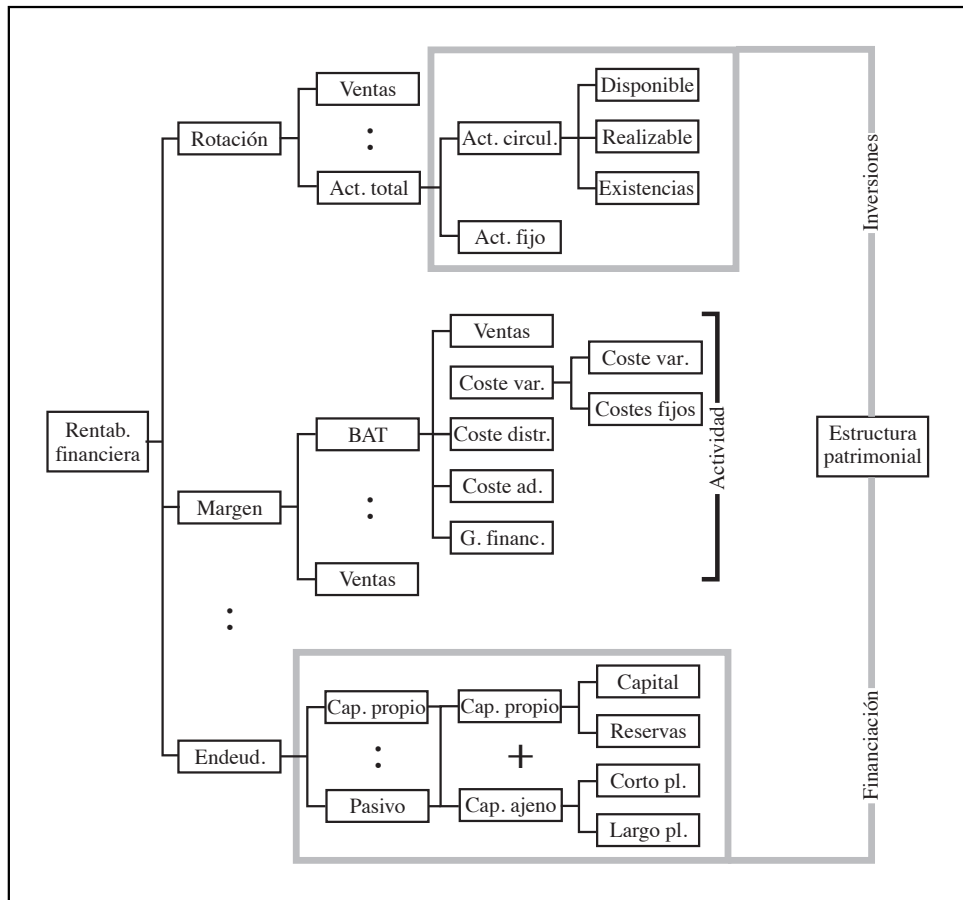 Ventas
Rotación
:
Act. total
Act. circul.
Disponible
Realizable
Existencias
Act. fijo
Inversiones
Rentab.
financiera
Margen
BAT
:
Ventas
Ventas
Coste var.
Coste var.
Costes fijos
Coste distr.
Coste ad.
G. financ.
Actividad
Estructura
patrimonial
:
Endeud.
Cap. propio
:
Pasivo
Cap. propio
+
Cap. ajeno
Capital
Reservas
Corto pl.
Largo pl.
Financiación